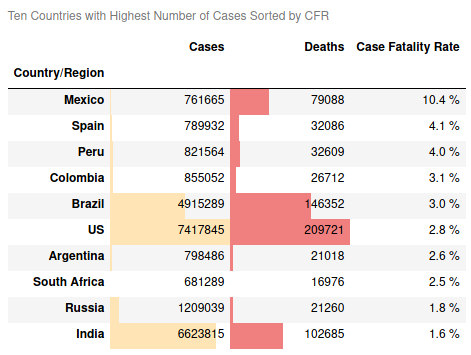 Ten Countries with Highest Number of Cases Sorted by CFR
Cases Deaths Case Fatality Rate
Country/Region
Mexico 761665 79088 10.4 %
Spain 789932 32086 4.1 %
Peru 821564 32609 4.0 %
Colombia 855052 26712 3.1 %
Brazil 4915289 146352 3.0 %
US 7417845 209721 2.8 %
Argentina 798486 21018 2.6 %
South Africa 681289 16976 2.5 %
Russia 1209039 21260 1.8 %
India 6623815 102685 1.6 %